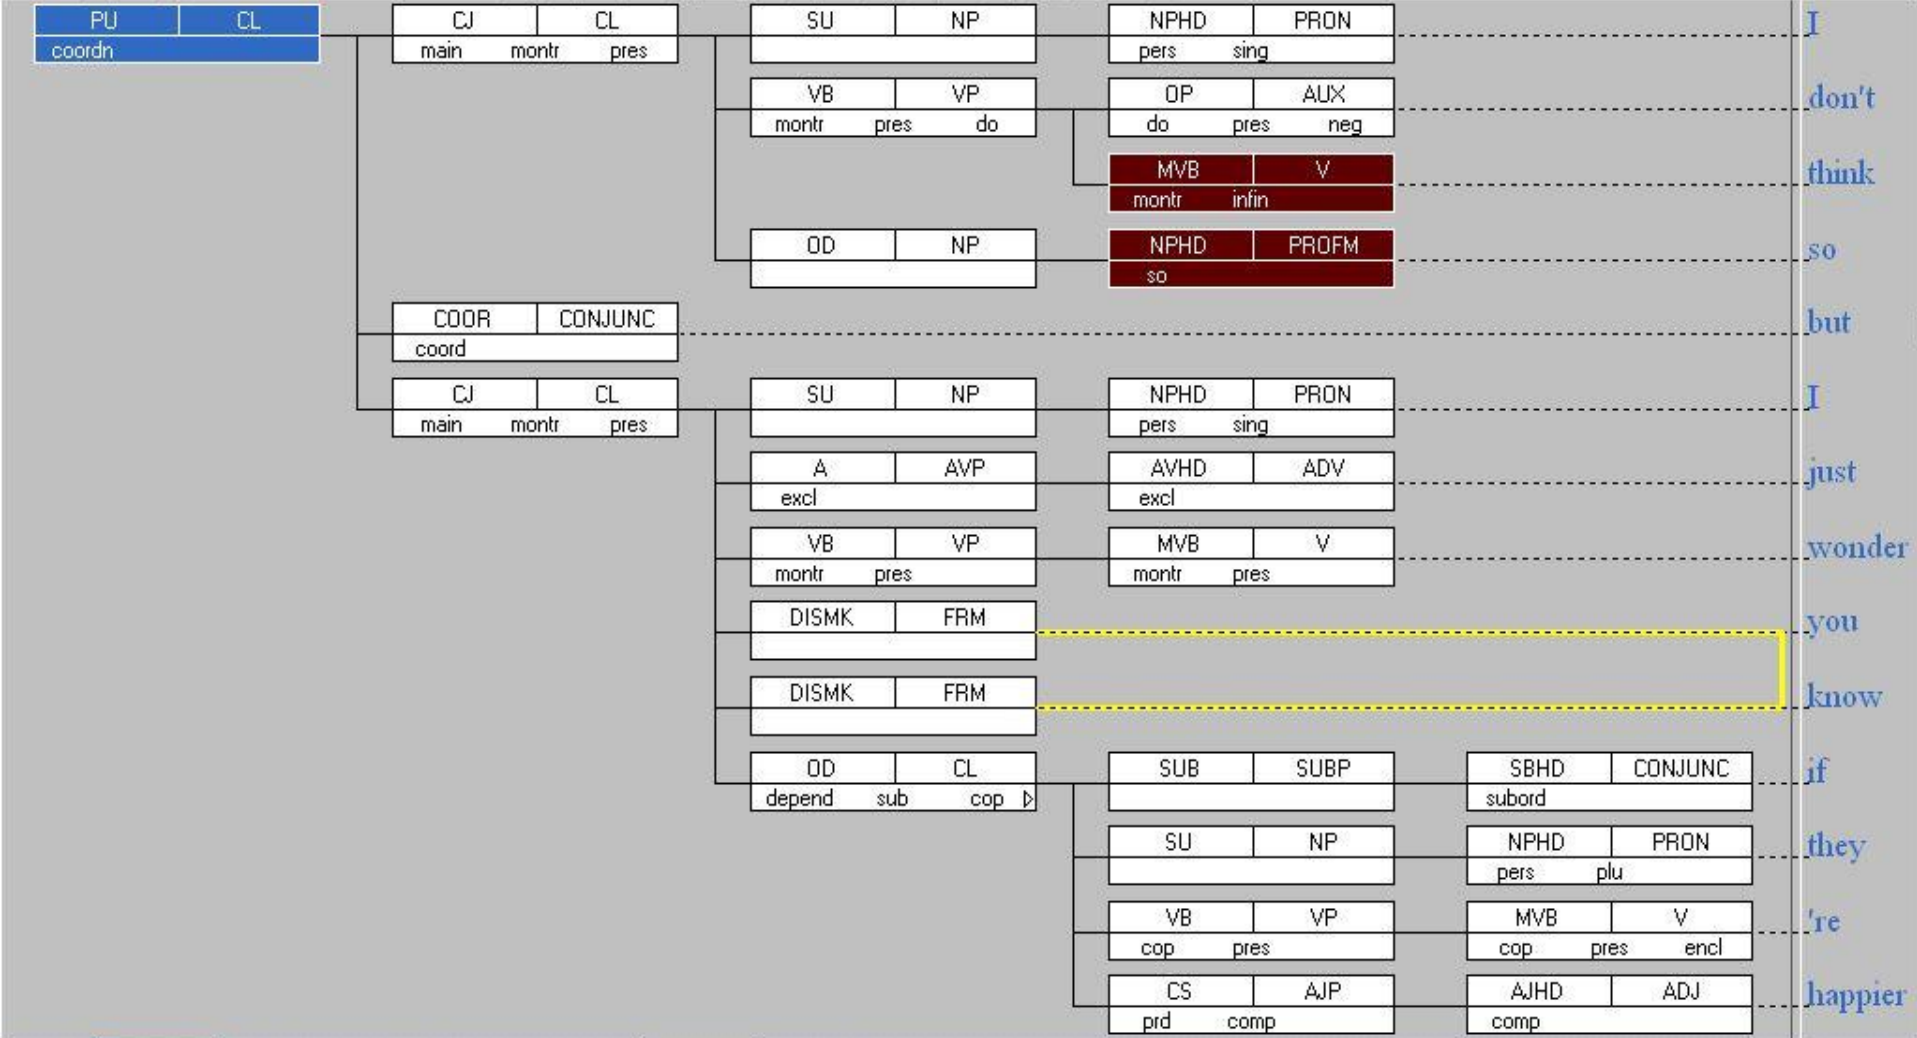 PU CL CJ CL SU NP NPHD PRON I
coordn main montr pres pers sing
VB VP OP AUX don't
montr pres do do pres neg
MVB V think
montr infin
OD NP NPHD PROFM so
so
COOR CONJUNC but
coord
CJ CL SU NP NPHD PRON I
main montr pres pers sing
A AVP AVHD ADV just
excl excl
VB VP MVB V wonder
montr pres montr pres
DISMK FRM you
DISMK FRM know
OD CL SUB SUBP SBHD CONJUNC if
depend sub cop subord
SU NP NPHD PRON they
pers plu
VB VP MVB V 're
cop pres cop pres encl
CS AJP AJHD ADJ happier
prd comp comp